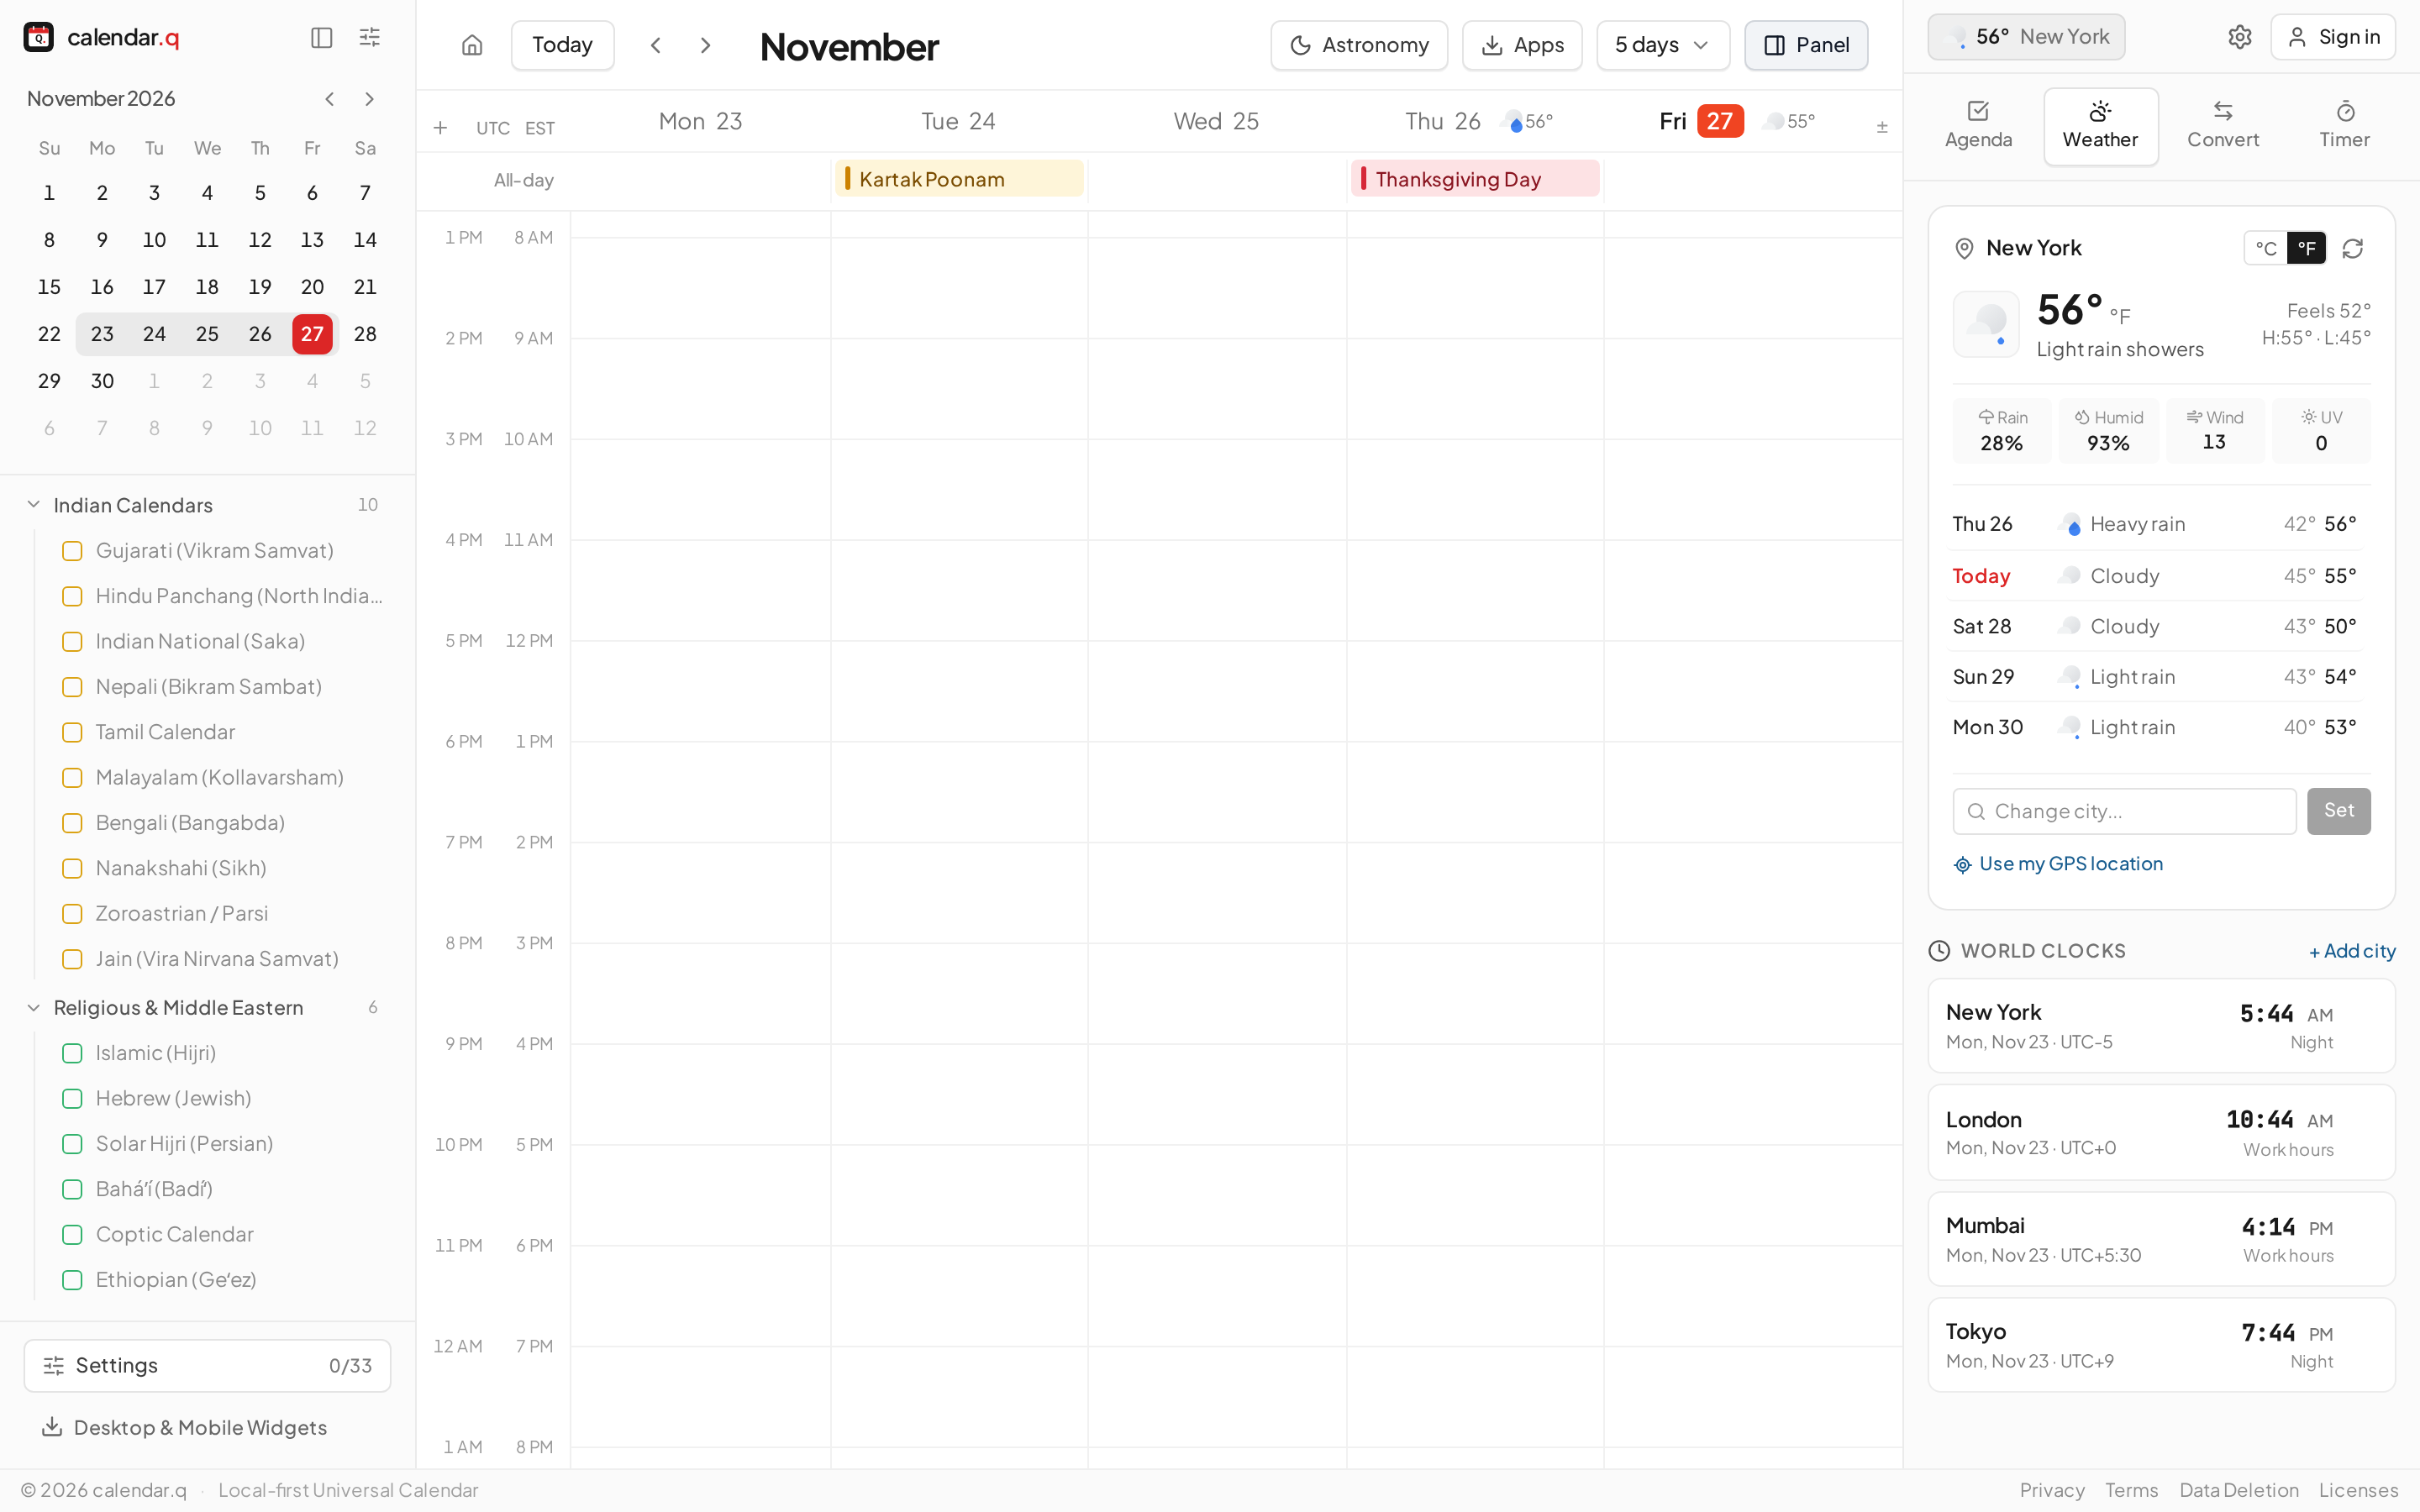 calendar.q
November 2026
Su Mo Tu We Th Fr Sa
1 2 3 4 5 6 7
8 9 10 11 12 13 14
15 16 17 18 19 20 21
22 23 24 25 26 27 28
29 30 1 2 3 4 5
6 7 8 9 10 11 12
Indian Calendars 10
Gujarati (Vikram Samvat)
Hindu Panchang (North India...
Indian National (Saka)
Nepali (Bikram Sambat)
Tamil Calendar
Malayalam (Kollavarsham)
Bengali (Bangabda)
Nanakshahi (Sikh)
Zoroastrian / Parsi
Jain (Vira Nirvana Samvat)
Religious & Middle Eastern 6
Islamic (Hijri)
Hebrew (Jewish)
Solar Hijri (Persian)
Bahá'í (Badí')
Coptic Calendar
Ethiopian (Ge'ez)
Settings 0/33
Desktop & Mobile Widgets
Today November Astronomy Apps 5 days Panel
+ UTC EST Mon 23 Tue 24 Wed 25 Thu 26 56° Fri 27 55° ±
All-day Kartak Poonam Thanksgiving Day
1 PM 8 AM
2 PM 9 AM
3 PM 10 AM
4 PM 11 AM
5 PM 12 PM
6 PM 1 PM
7 PM 2 PM
8 PM 3 PM
9 PM 4 PM
10 PM 5 PM
11 PM 6 PM
12 AM 7 PM
1 AM 8 PM
56° New York Sign in
Agenda Weather Convert Timer
New York °C °F
56° °F
Light rain showers
Feels 52°
H:55° · L:45°
Rain Humid Wind UV
28% 93% 13 0
Thu 26 Heavy rain 42° 56°
Today Cloudy 45° 55°
Sat 28 Cloudy 43° 50°
Sun 29 Light rain 43° 54°
Mon 30 Light rain 40° 53°
Change city... Set
Use my GPS location
WORLD CLOCKS + Add city
New York 5:44 AM
Mon, Nov 23 · UTC-5 Night
London 10:44 AM
Mon, Nov 23 · UTC+0 Work hours
Mumbai 4:14 PM
Mon, Nov 23 · UTC+5:30 Work hours
Tokyo 7:44 PM
Mon, Nov 23 · UTC+9 Night
© 2026 calendar.q · Local-first Universal Calendar Privacy Terms Data Deletion Licenses